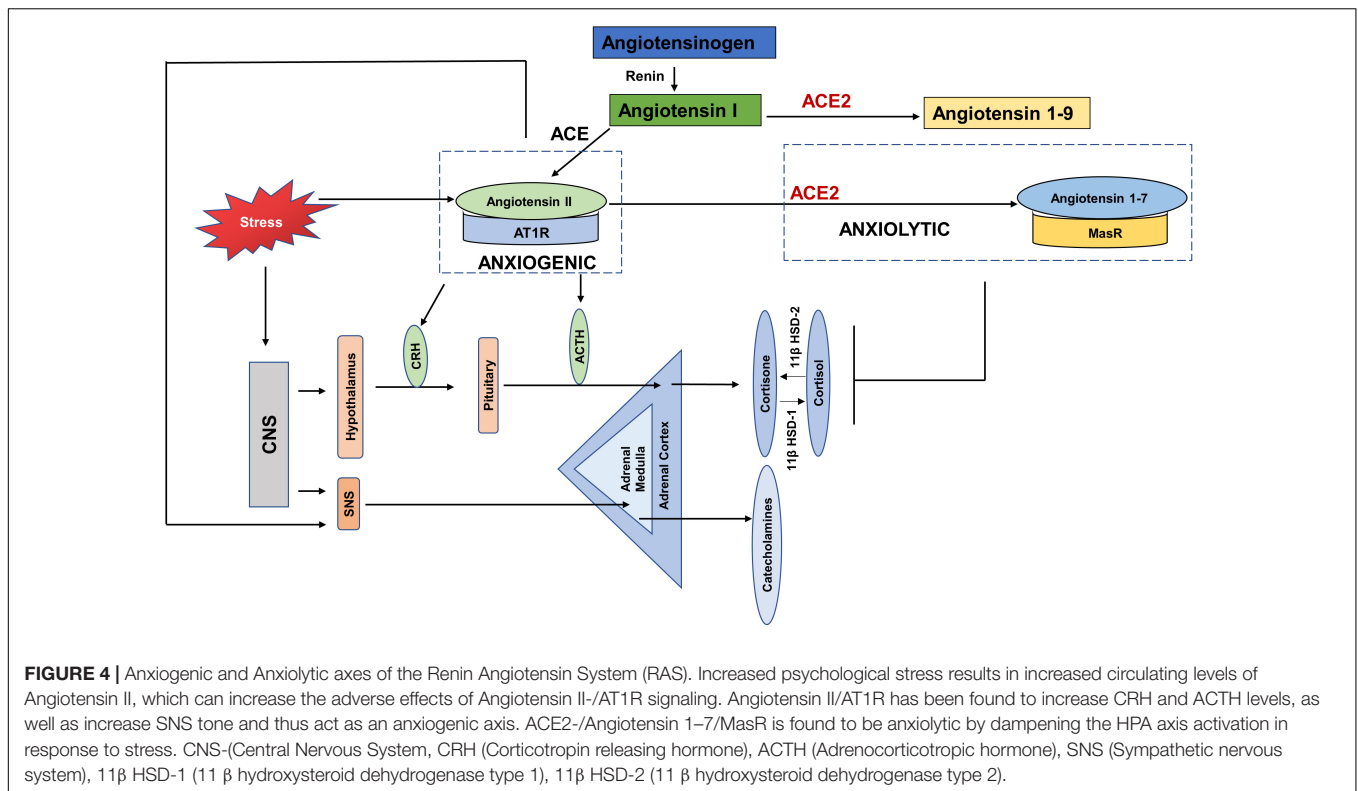 Angiotensinogen
Renin
Angiotensin I
ACE2
Angiotensin 1-9
ACE
Stress
Angiotensin II
AT1R
ANXIOGENIC
ACE2
ANXIOLYTIC
Angiotensin 1-7
MasR
CRH
ACTH
CNS
Hypothalamus
Pituitary
SNS
Adrenal
Medulla
Adrenal Cortex
Cortisone
11β HSD-2
11β HSD-1
Cortisol
Catecholamines
FIGURE 4 | Anxiogenic and Anxiolytic axes of the Renin Angiotensin System (RAS). Increased psychological stress results in increased circulating levels of
Angiotensin II, which can increase the adverse effects of Angiotensin II-/AT1R signaling. Angiotensin II/AT1R has been found to increase CRH and ACTH levels, as
well as increase SNS tone and thus act as an anxiogenic axis. ACE2-/Angiotensin 1–7/MasR is found to be anxiolytic by dampening the HPA axis activation in
response to stress. CNS-(Central Nervous System, CRH (Corticotropin releasing hormone), ACTH (Adrenocorticotropic hormone), SNS (Sympathetic nervous
system), 11β HSD-1 (11 β hydroxysteroid dehydrogenase type 1), 11β HSD-2 (11 β hydroxysteroid dehydrogenase type 2).